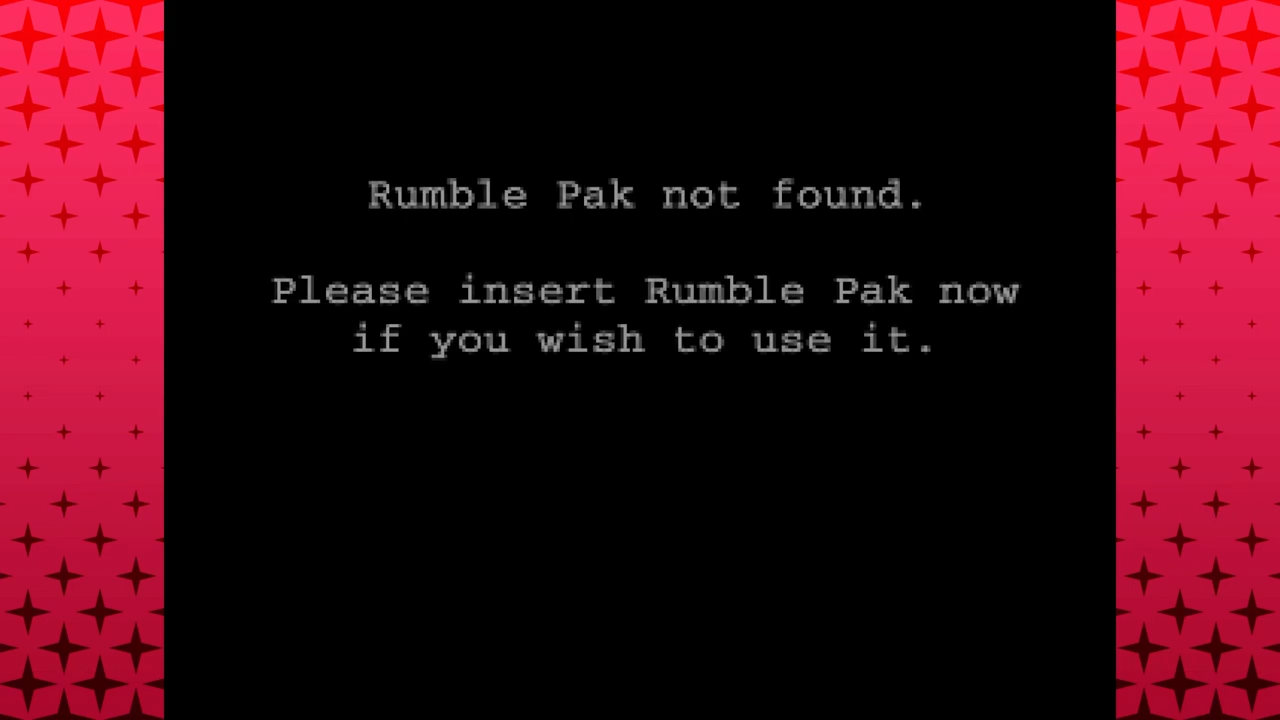 Rumble Pak not found.
Please insert Rumble Pak now
if you wish to use it.